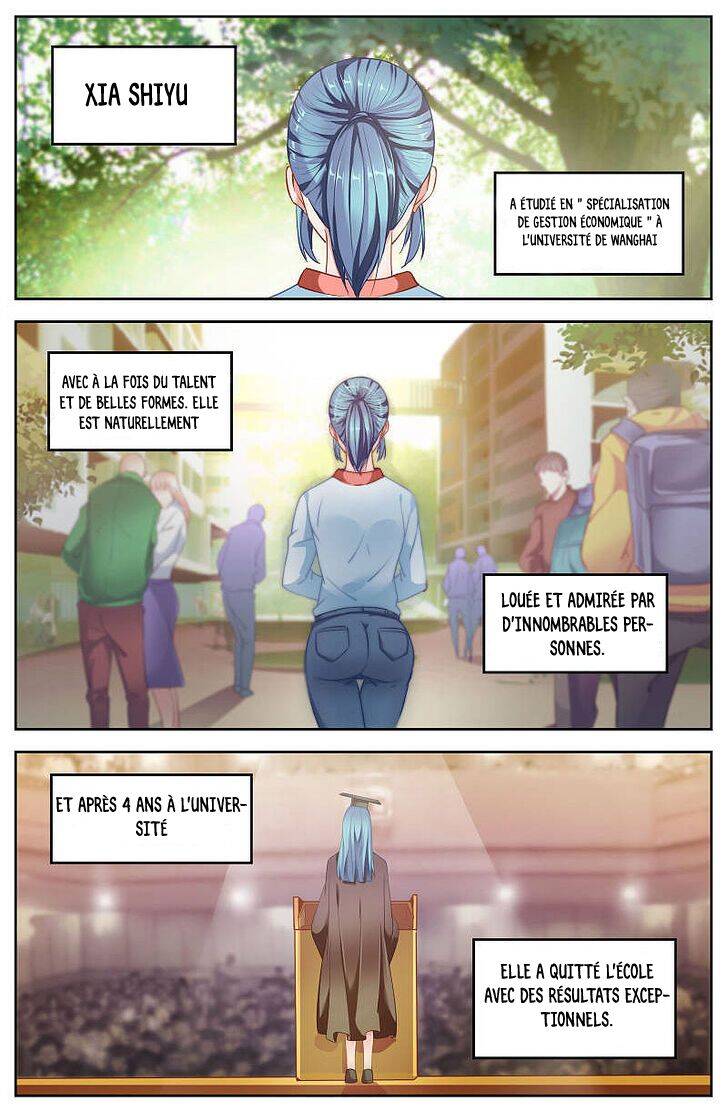 XIA SHIYU
A ÉTUDIÉ EN " SPÉCIALISATION
DE GESTION ÉCONOMIQUE " À
L'UNIVERSITÉ DE WANGHAI
AVEC À LA FOIS DU TALENT
ET DE BELLES FORMES. ELLE
EST NATURELLEMENT
LOUÉE ET ADMIRÉE PAR
D'INNOMBRABLES PER-
SONNES.
ET APRÈS 4 ANS À L'UNIVER-
SITÉ
ELLE A QUITTÉ L'ÉCOLE
AVEC DES RÉSULTATS EXCEP-
TIONNELS.